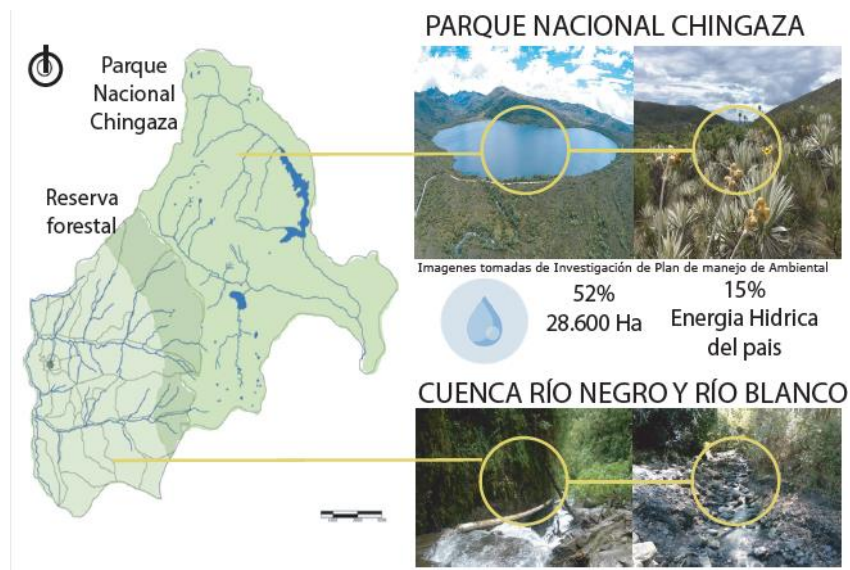 PARQUE NACIONAL CHINGAZA
Parque
Nacional
Chingaza
Reserva
forestal
Imagenes tomadas de Investigación de Plan de manejo de Ambiental
52%
28.600 Ha
15%
Energia Hidrica
del pais
CUENCA RÍO NEGRO Y RÍO BLANCO